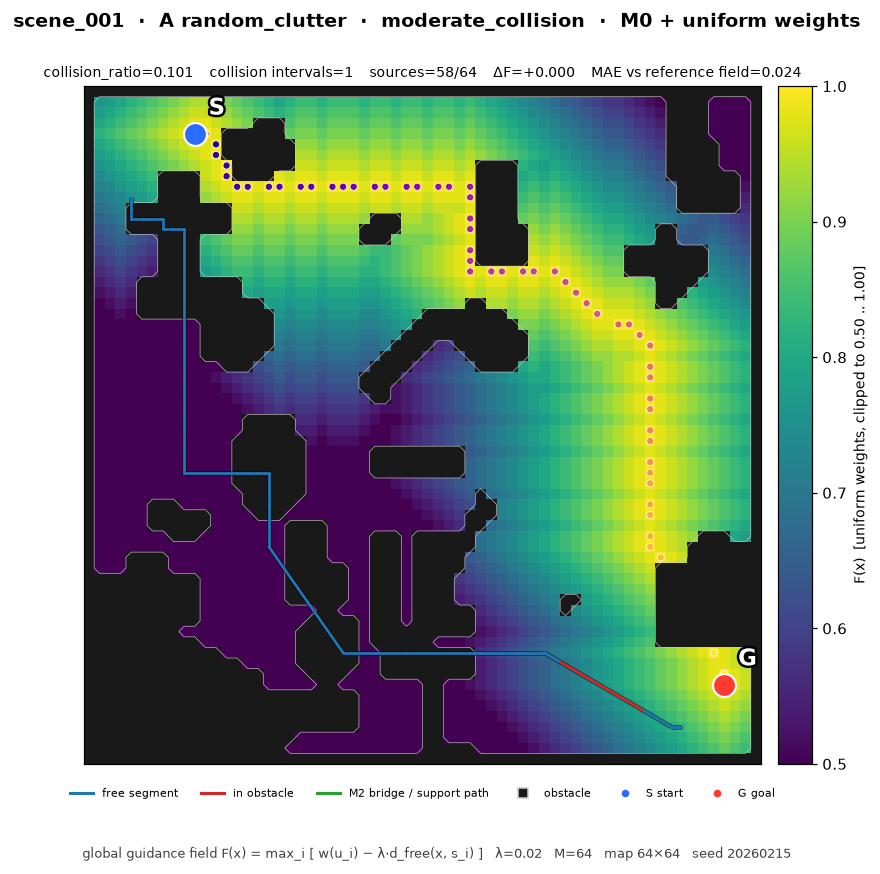 scene_001 · A random_clutter · moderate_collision · M0 + uniform weights
collision_ratio=0.101 collision intervals=1 sources=58/64 ΔF=+0.000 MAE vs reference field=0.024
S
G
1.0
0.9
0.8
0.7
0.6
0.5
F(x) [uniform weights, clipped to 0.50 .. 1.00]
free segment
in obstacle
M2 bridge / support path
obstacle
S start
G goal
global guidance field F(x) = max_i [ w(u_i) − λ·d_free(x, s_i) ] λ=0.02 M=64 map 64×64 seed 20260215